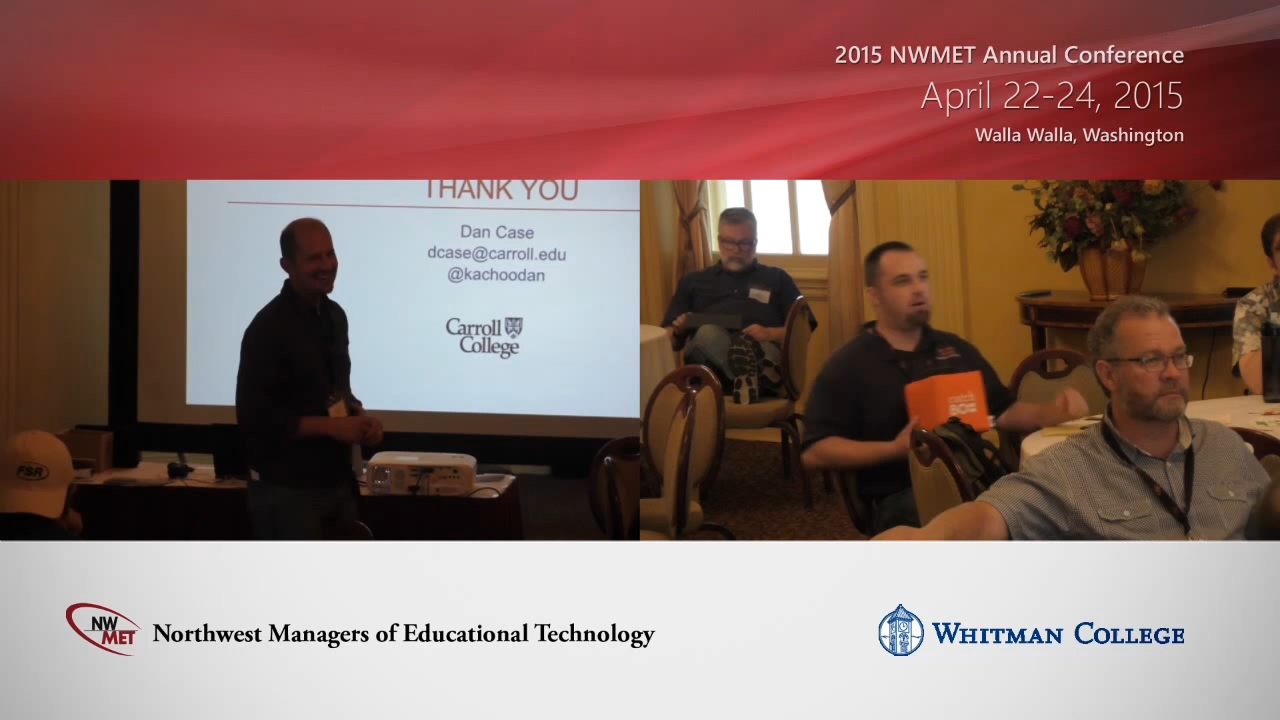 2015 NWMET Annual Conference
April 22-24, 2015
Walla Walla, Washington
THANK YOU
Dan Case
dcase@carroll.edu
@kachoodan
Carroll
College
FSR
NW
MET
Northwest Managers of Educational Technology
WHITMAN COLLEGE